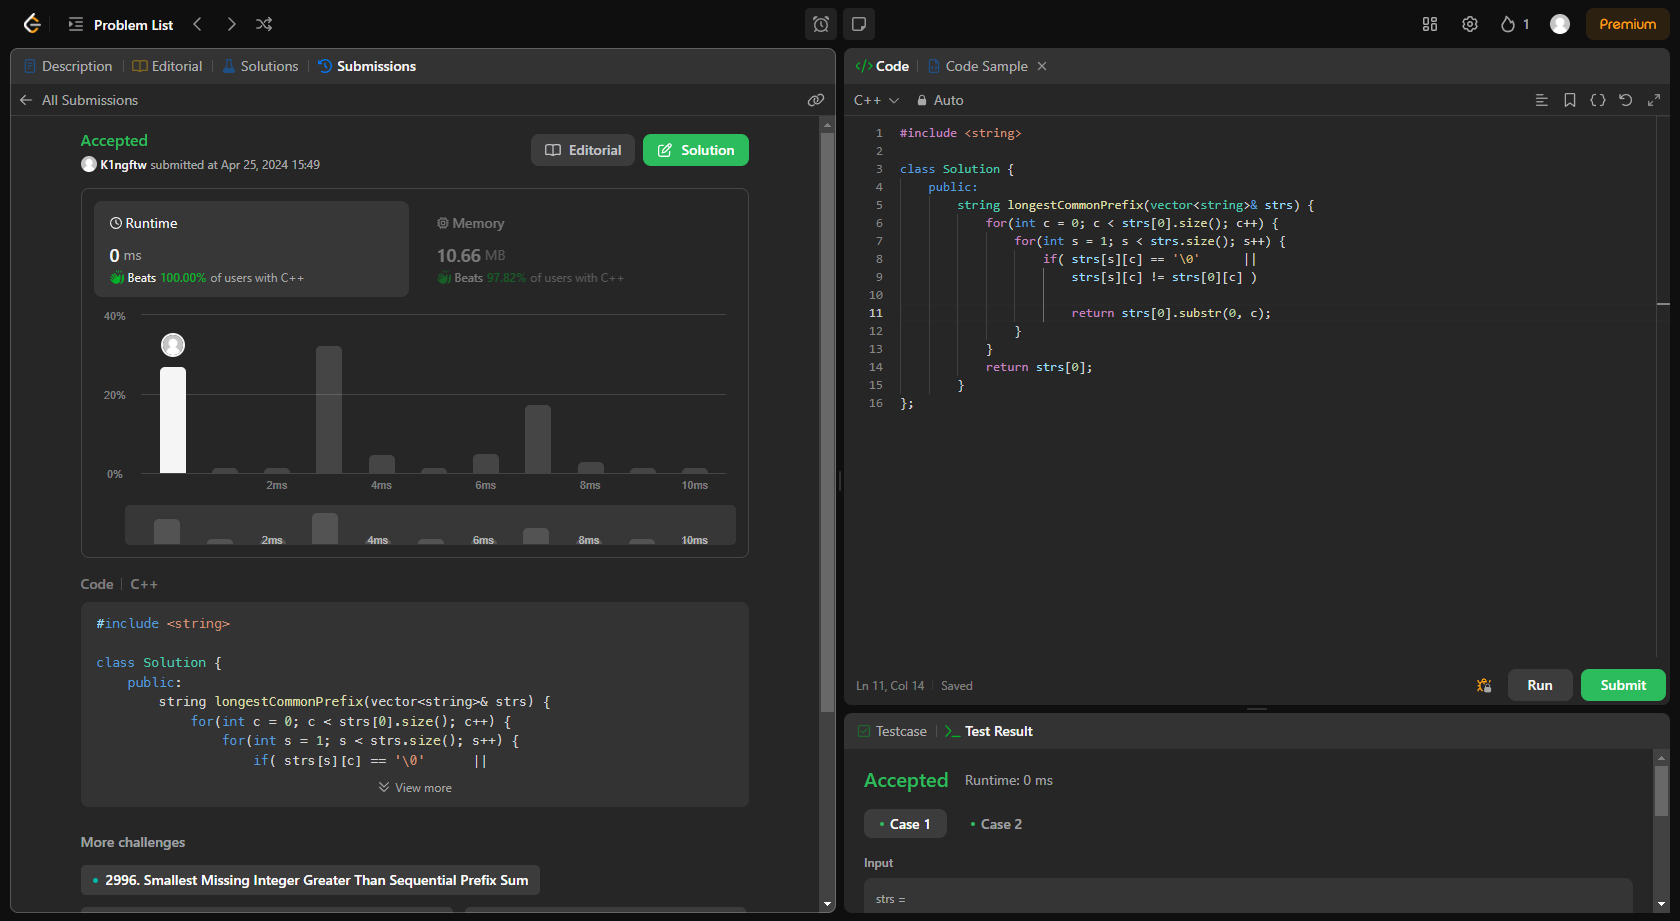 Problem List
1
Premium
Description
Editorial
Solutions
Submissions
All Submissions
Accepted
K1ngftw submitted at Apr 25, 2024 15:49
Editorial
Solution
Runtime
0 ms
Beats 100.00% of users with C++
Memory
10.66 MB
Beats 97.82% of users with C++
40%
20%
0%
2ms
4ms
6ms
8ms
10ms
2ms
4ms
6ms
8ms
10ms
Code
C++
#include <string>
class Solution {
public:
string longestCommonPrefix(vector<string>& strs) {
for(int c = 0; c < strs[0].size(); c++) {
for(int s = 1; s < strs.size(); s++) {
if( strs[s][c] == '\0' ||
View more
More challenges
2996. Smallest Missing Integer Greater Than Sequential Prefix Sum
</> Code
Code Sample
C++
Auto
1 #include <string>
2
3 class Solution {
4 public:
5 string longestCommonPrefix(vector<string>& strs) {
6 for(int c = 0; c < strs[0].size(); c++) {
7 for(int s = 1; s < strs.size(); s++) {
8 if( strs[s][c] == '\0' ||
9 strs[s][c] != strs[0][c] )
10
11 return strs[0].substr(0, c);
12 }
13 }
14 return strs[0];
15 }
16 };
Ln 11, Col 14
Saved
Run
Submit
Testcase
Test Result
Accepted
Runtime: 0 ms
Case 1
Case 2
Input
strs =